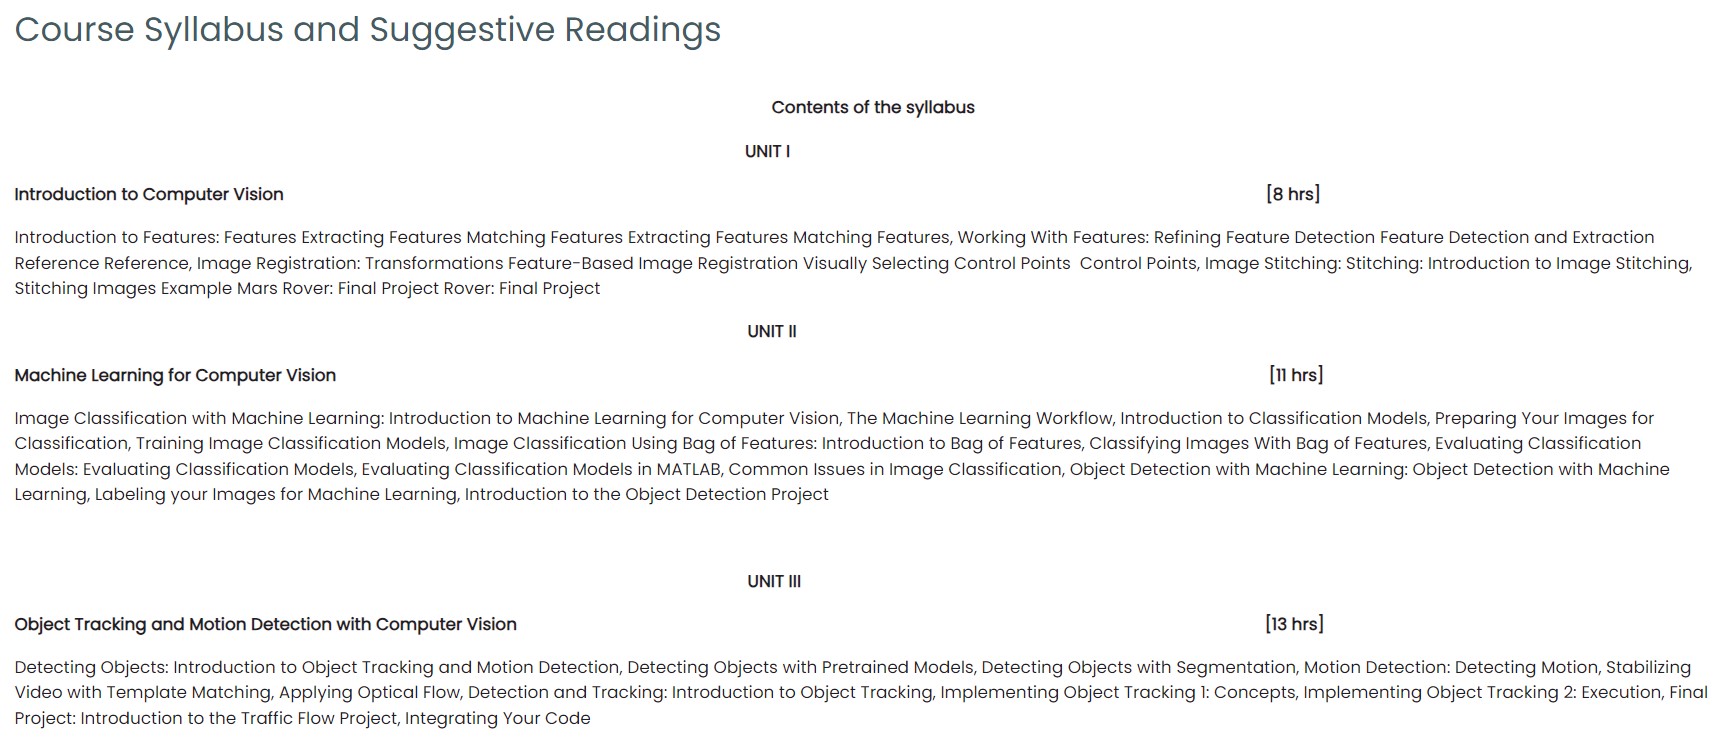 Course Syllabus and Suggestive Readings
Contents of the syllabus
UNIT I
Introduction to Computer Vision [8 hrs]
Introduction to Features: Features Extracting Features Matching Features Extracting Features Matching Features, Working With Features: Refining Feature Detection Feature Detection and Extraction
Reference Reference, Image Registration: Transformations Feature-Based Image Registration Visually Selecting Control Points  Control Points, Image Stitching: Stitching: Introduction to Image Stitching,
Stitching Images Example Mars Rover: Final Project Rover: Final Project
UNIT II
Machine Learning for Computer Vision [11 hrs]
Image Classification with Machine Learning: Introduction to Machine Learning for Computer Vision, The Machine Learning Workflow, Introduction to Classification Models, Preparing Your Images for
Classification, Training Image Classification Models, Image Classification Using Bag of Features: Introduction to Bag of Features, Classifying Images With Bag of Features, Evaluating Classification
Models: Evaluating Classification Models, Evaluating Classification Models in MATLAB, Common Issues in Image Classification, Object Detection with Machine Learning: Object Detection with Machine
Learning, Labeling your Images for Machine Learning, Introduction to the Object Detection Project
UNIT III
Object Tracking and Motion Detection with Computer Vision [13 hrs]
Detecting Objects: Introduction to Object Tracking and Motion Detection, Detecting Objects with Pretrained Models, Detecting Objects with Segmentation, Motion Detection: Detecting Motion, Stabilizing
Video with Template Matching, Applying Optical Flow, Detection and Tracking: Introduction to Object Tracking, Implementing Object Tracking 1: Concepts, Implementing Object Tracking 2: Execution, Final
Project: Introduction to the Traffic Flow Project, Integrating Your Code